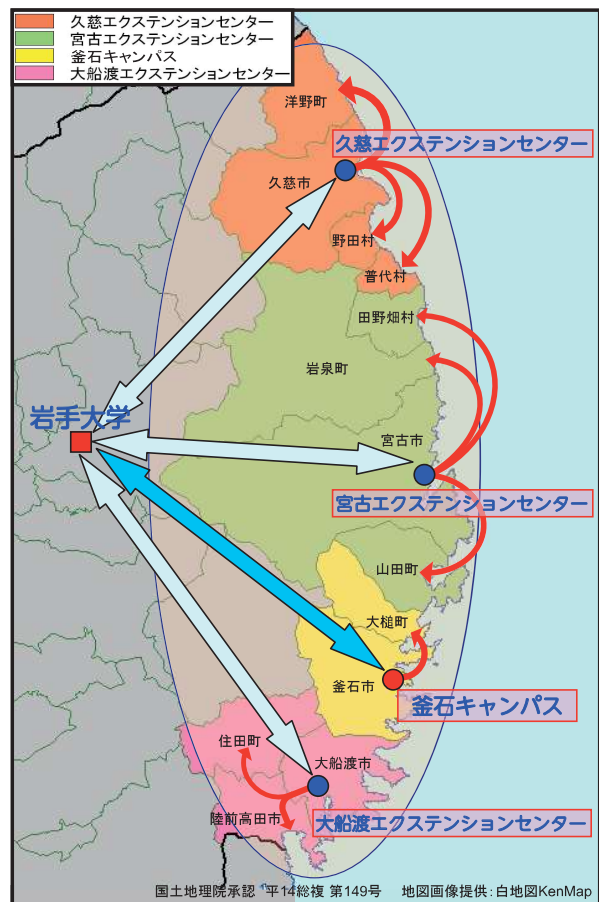 久慈エクステンションセンター
宮古エクステンションセンター
釜石キャンパス
大船渡エクステンションセンター
洋野町
久慈エクステンションセンター
久慈市
野田村
普代村
田野畑村
岩泉町
岩手大学
宮古市
宮古エクステンションセンター
山田町
大槌町
釜石市
釜石キャンパス
住田町
大船渡市
陸前高田市
大船渡エクステンションセンター
国土地理院承認 平14総複 第149号 地図画像提供:白地図KenMap